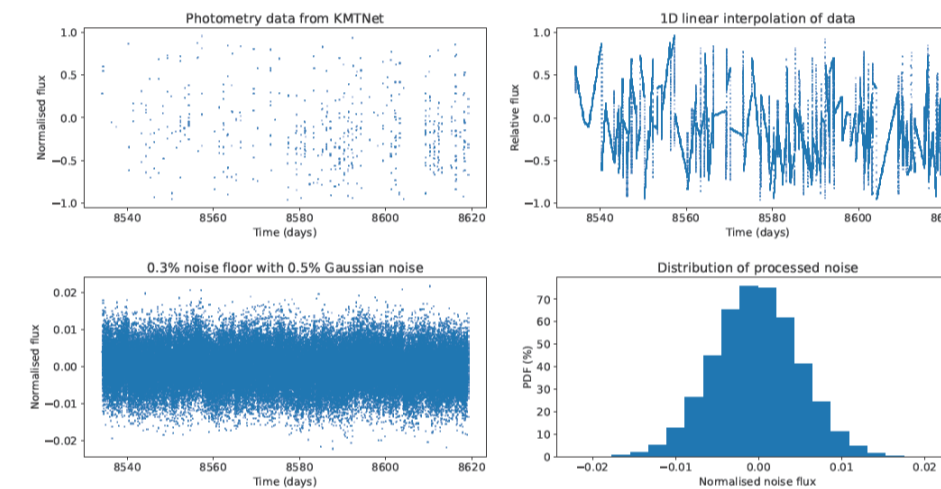 Photometry data from KMTNet
1.0
0.5
0.0
−0.5
−1.0
Normalised flux
8540 8560 8580 8600 8620
Time (days)
1D linear interpolation of data
1.0
0.5
0.0
−0.5
−1.0
Relative flux
8540 8560 8580 8600
Time (days)
0.3% noise floor with 0.5% Gaussian noise
0.02
0.01
0.00
−0.01
−0.02
Normalised flux
8540 8560 8580 8600 8620
Time (days)
Distribution of processed noise
70
60
50
40
30
20
10
0
PDF (%)
−0.02 −0.01 0.00 0.01 0.02
Normalised noise flux